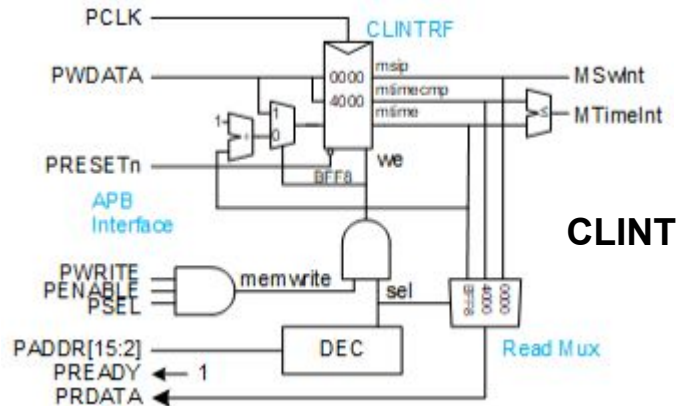 PCLK
CLINTRF
PWDATA
0000
msip
MSwInt
4000
mtimecmp
mtime
≤
MTimeInt
1
+
1
0
PRESETn
BFF8
we
APB
Interface
CLINT
PWRITE
PENABLE
PSEL
memwrite
sel
BFF8
4000
0000
PADDR[15:2]
DEC
Read Mux
PREADY
1
PRDATA